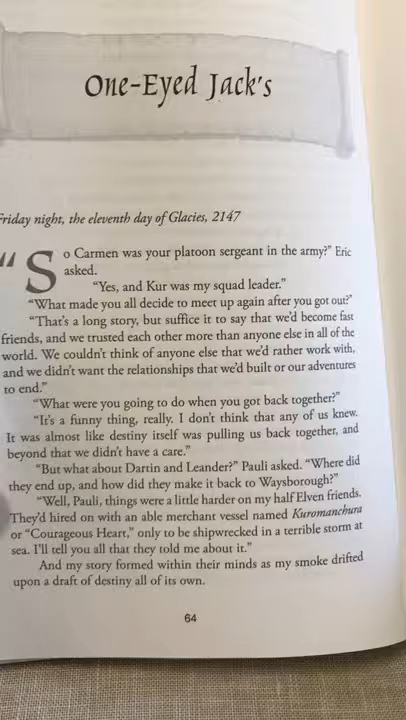 One-Eyed Jack's
Friday night, the eleventh day of Glacies, 2147
"So Carmen was your platoon sergeant in the army?" Eric
asked.
"Yes, and Kur was my squad leader."
"What made you all decide to meet up again after you got out?"
"That's a long story, but suffice it to say that we'd become fast
friends, and we trusted each other more than anyone else in all of the
world. We couldn't think of anyone else that we'd rather work with,
and we didn't want the relationships that we'd built or our adventures
to end."
"What were you going to do when you got back together?"
"It's a funny thing, really. I don't think that any of us knew.
It was almost like destiny itself was pulling us back together, and
beyond that we didn't have a care."
"But what about Dartin and Leander?" Pauli asked. "Where did
they end up, and how did they make it back to Waysborough?"
"Well, Pauli, things were a little harder on my half Elven friends.
They'd hired on with an able merchant vessel named Kuromanchura
or "Courageous Heart," only to be shipwrecked in a terrible storm at
sea. I'll tell you all that they told me about it."
And my story formed within their minds as my smoke drifted
upon a draft of destiny all of its own.
64